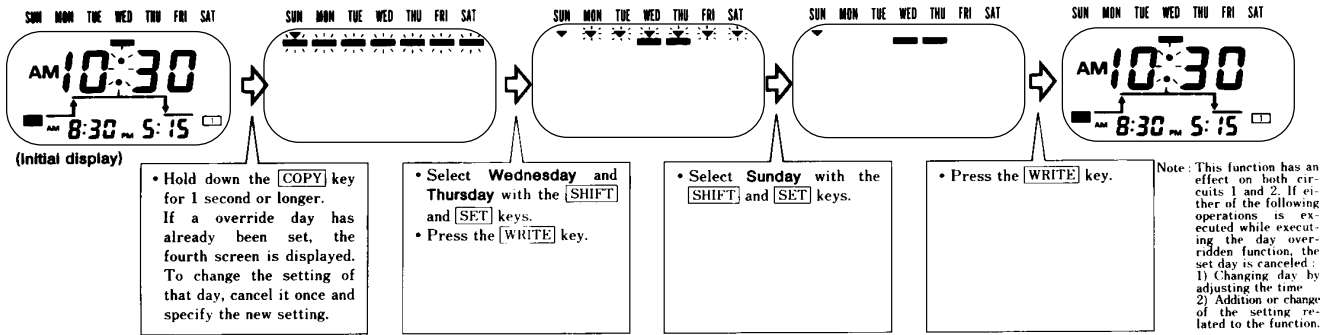 SUN MON TUE WED THU FRI SAT
AM 10:30
AM 8:30 PM 5:15 1
(initial display)
SUN MON TUE WED THU FRI SAT
SUN MON TUE WED THU FRI SAT
SUN MON TUE WED THU FRI SAT
SUN MON TUE WED THU FRI SAT
AM 10:30
AM 8:30 PM 5:15 1
• Hold down the COPY key
for 1 second or longer.
If a override day has
already been set, the
fourth screen is displayed.
To change the setting of
that day, cancel it once and
specify the new setting.
• Select Wednesday and
Thursday with the SHIFT
and SET keys.
• Press the WRITE key.
• Select Sunday with the
SHIFT and SET keys.
• Press the WRITE key.
Note : This function has an
effect on both cir-
cuits 1 and 2. If ei-
ther of the following
operations is ex-
ecuted while execut-
ing the day over-
ridden function, the
set day is canceled :
1) Changing day by
adjusting the time
2) Addition or change
of the setting re-
lated to the function.